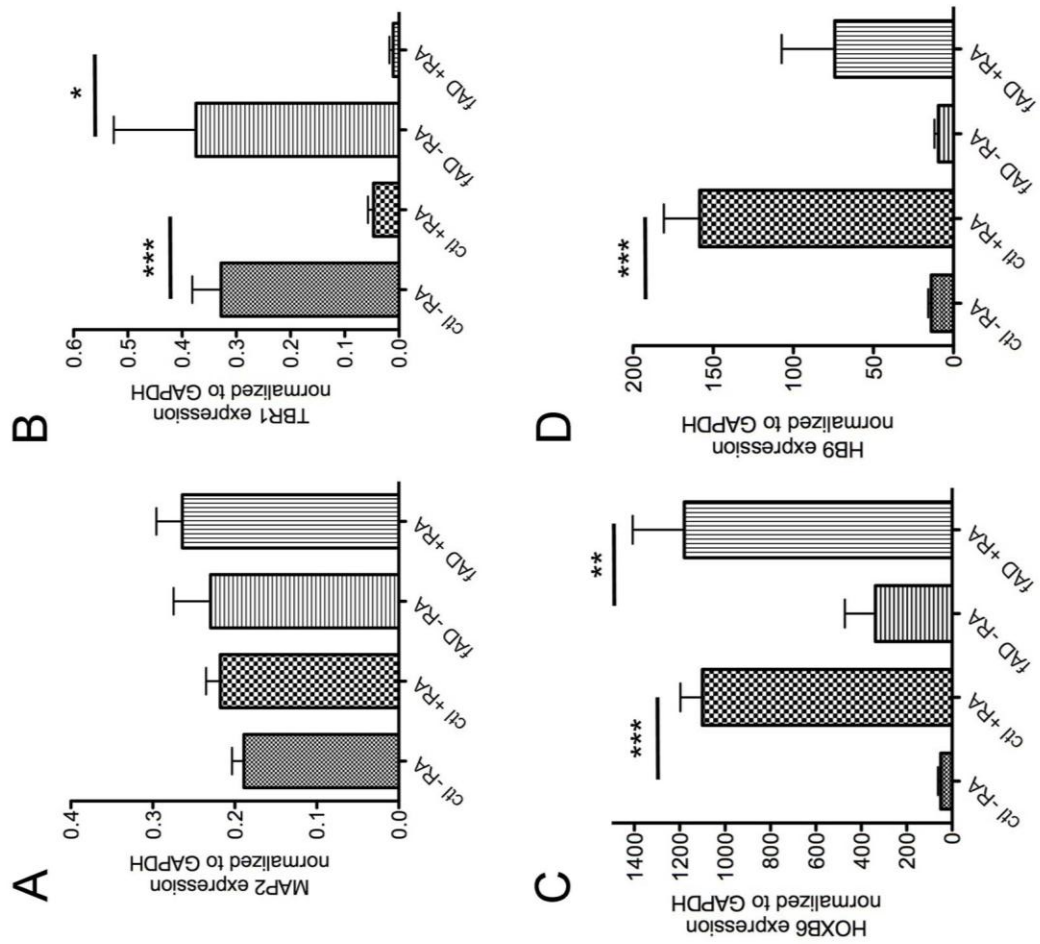 A
MAP2 expression
normalized to GAPDH
0.4
0.3
0.2
0.1
0.0
ctl -RA
ctl +RA
fAD -RA
fAD +RA
B
TBR1 expression
normalized to GAPDH
0.6
0.5
0.4
0.3
0.2
0.1
0.0
***
*
ctl -RA
ctl +RA
fAD -RA
fAD +RA
C
HOXB6 expression
normalized to GAPDH
1400
1200
1000
800
600
400
200
0
***
**
ctl -RA
ctl +RA
fAD -RA
fAD +RA
D
HB9 expression
normalized to GAPDH
200
150
100
50
0
***
ctl -RA
ctl +RA
fAD -RA
fAD +RA